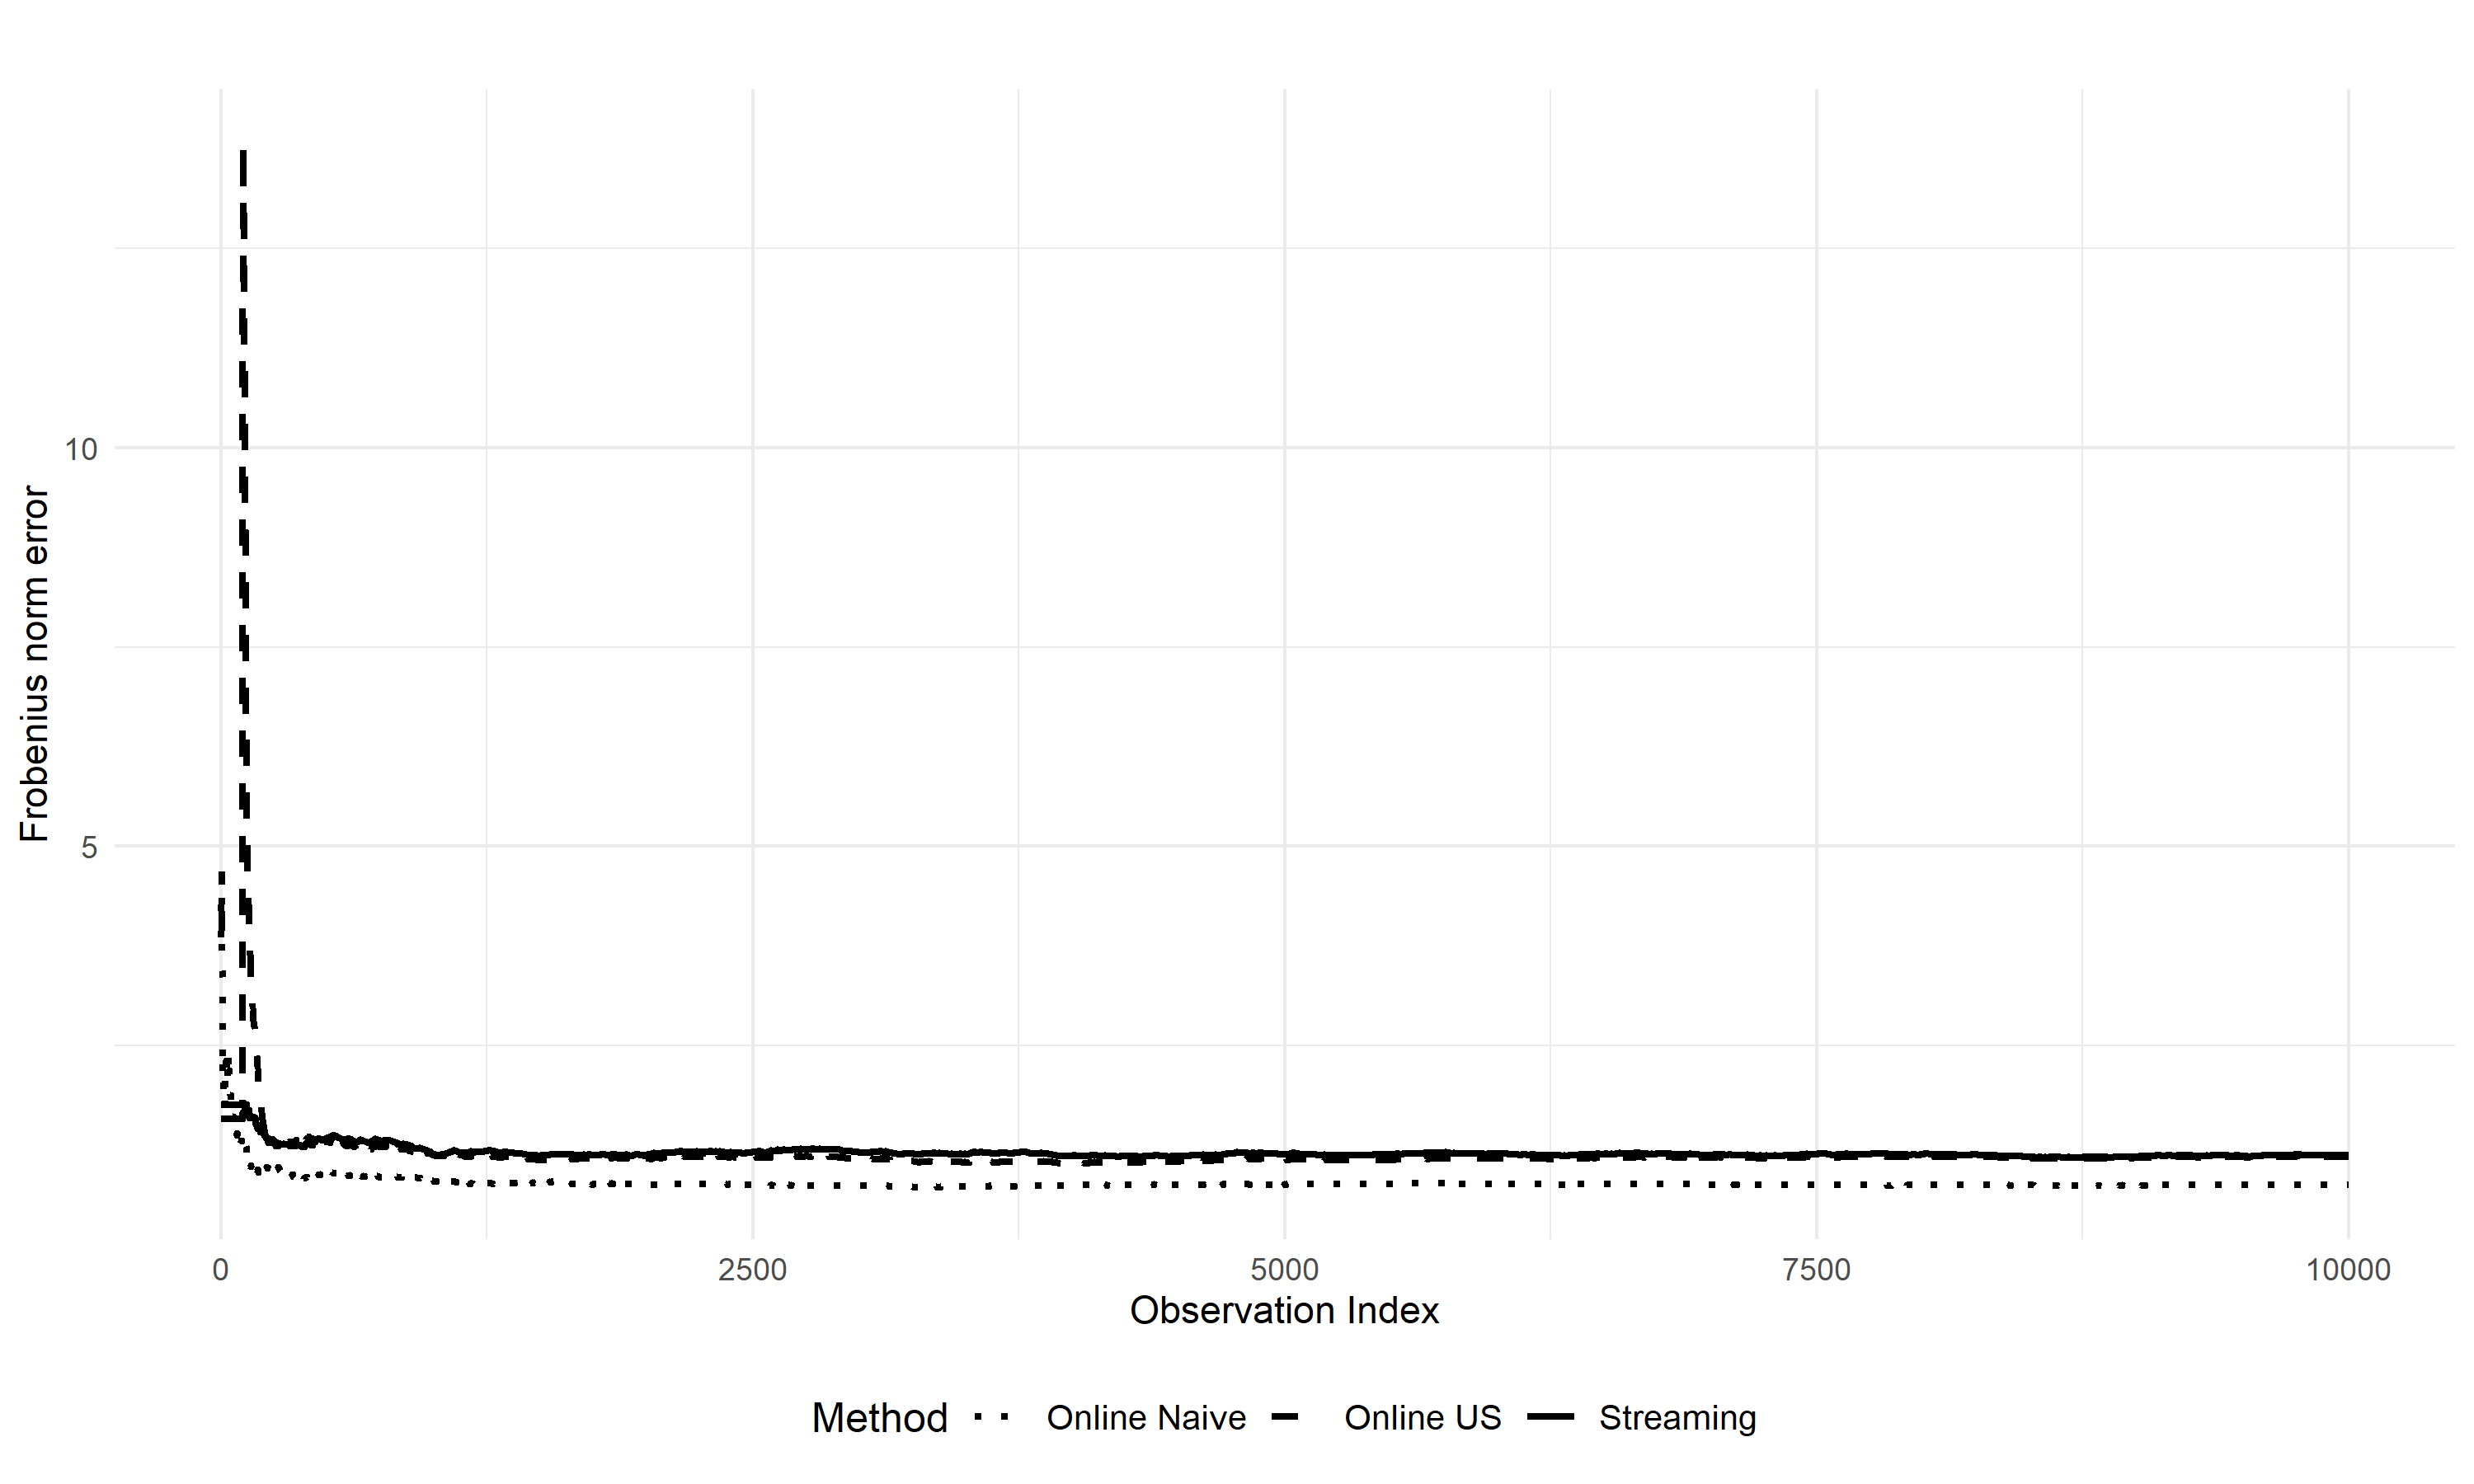 Frobenius norm error
10
5
0 2500 5000 7500 10000
Observation Index
Method Online Naive Online US Streaming